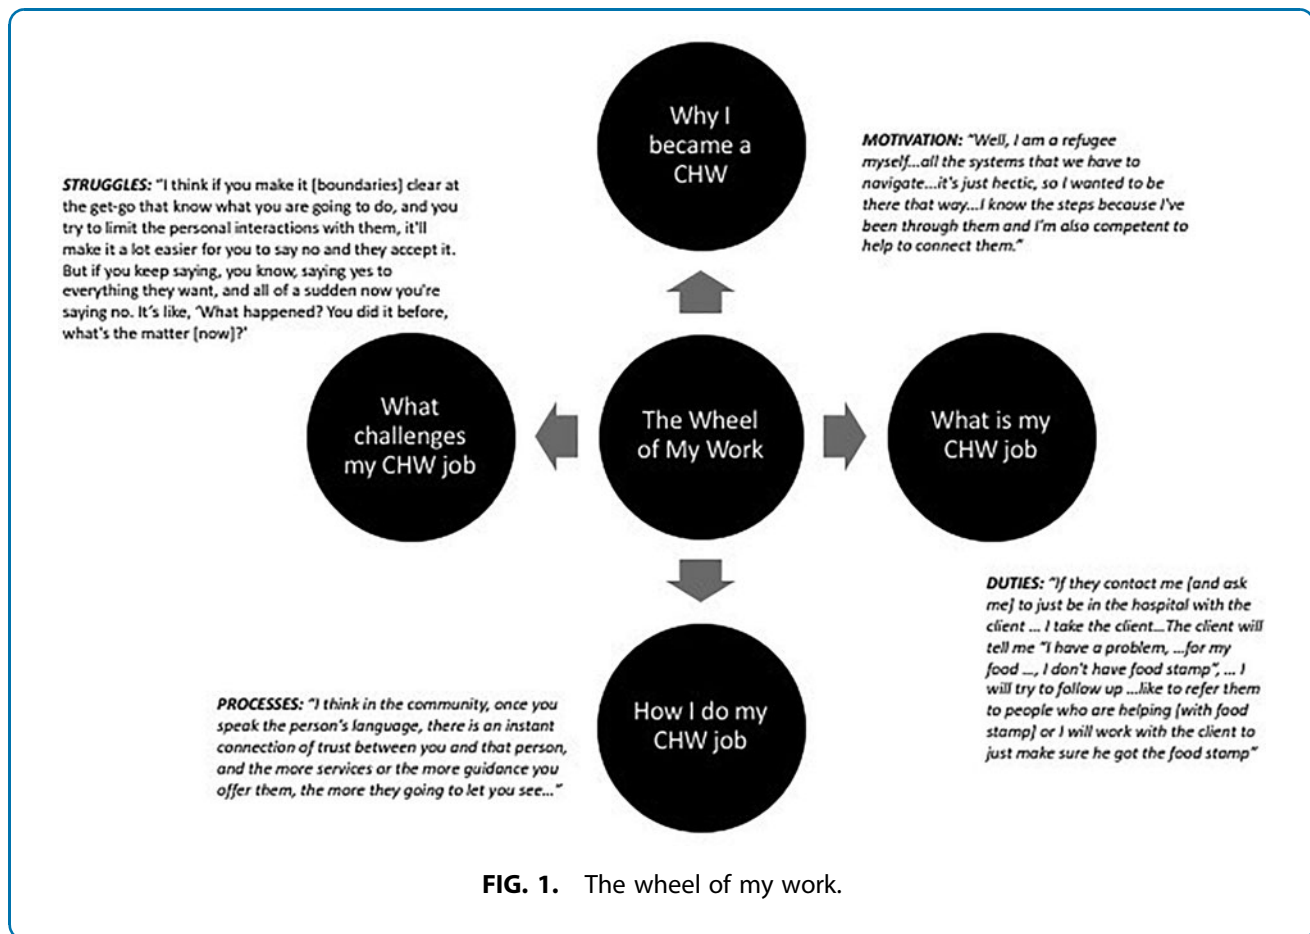 Why I
became a
CHW
MOTIVATION: "Well, I am a refugee
myself...all the systems that we have to
navigate...it's just hectic, so I wanted to be
there that way...I know the steps because I've
been through them and I'm also competent to
help to connect them."
STRUGGLES: "I think if you make it [boundaries] clear at
the get-go that know what you are going to do, and you
try to limit the personal interactions with them, it'll
make it a lot easier for you to say no and they accept it.
But if you keep saying, you know, saying yes to
everything they want, and all of a sudden now you're
saying no. It's like, 'What happened? You did it before,
what's the matter [now]?'
What
challenges
my CHW job
The Wheel
of My Work
What is my
CHW job
DUTIES: "If they contact me [and ask
me] to just be in the hospital with the
client ... I take the client...The client will
tell me "I have a problem, ...for my
food ..., I don't have food stamp", ... I
will try to follow up ...like to refer them
to people who are helping [with food
stamp] or I will work with the client to
just make sure he got the food stamp"
PROCESSES: "I think in the community, once you
speak the person's language, there is an instant
connection of trust between you and that person,
and the more services or the more guidance you
offer them, the more they going to let you see..."
How I do my
CHW job
FIG. 1. The wheel of my work.